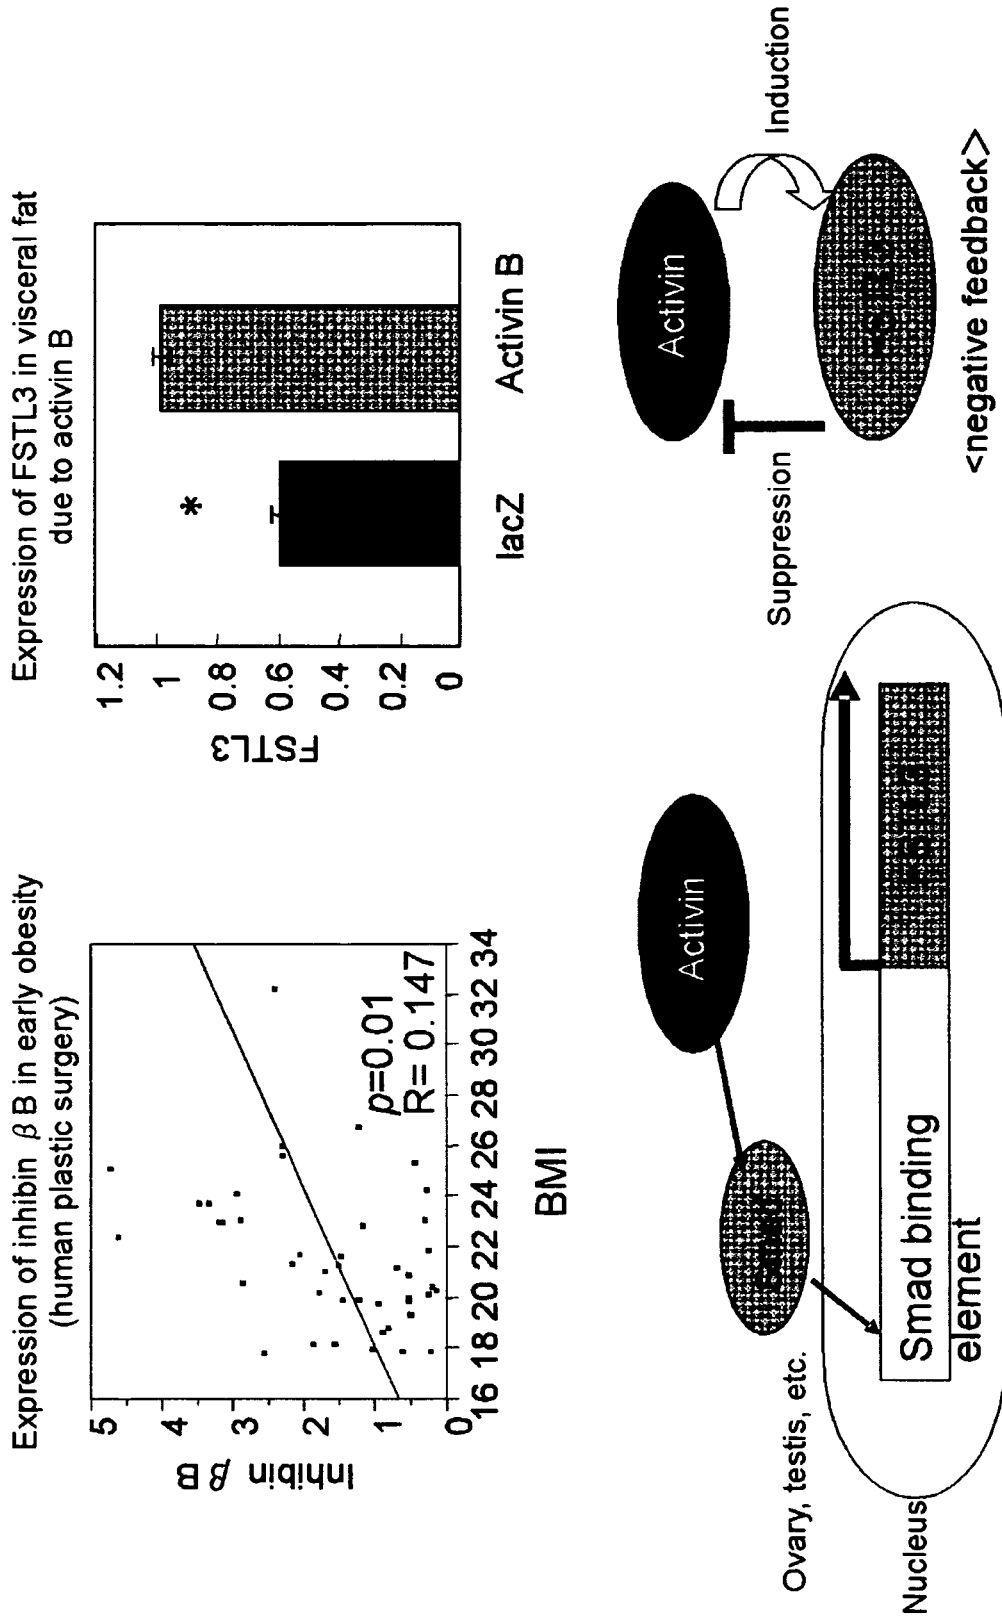 Expression of inhibin β B in early obesity
(human plastic surgery)
Inhibin β B
5
4
3
2
1
0
16 18 20 22 24 26 28 30 32 34
p=0.01
R= 0.147
BMI
Expression of FSTL3 in visceral fat
due to activin B
FSTL3
1.2
1
0.8
0.6
0.4
0.2
0
*
lacZ
Activin B
Ovary, testis, etc.
Activin
Nucleus
Smad binding
element
Activin
Suppression
Induction
<negative feedback>